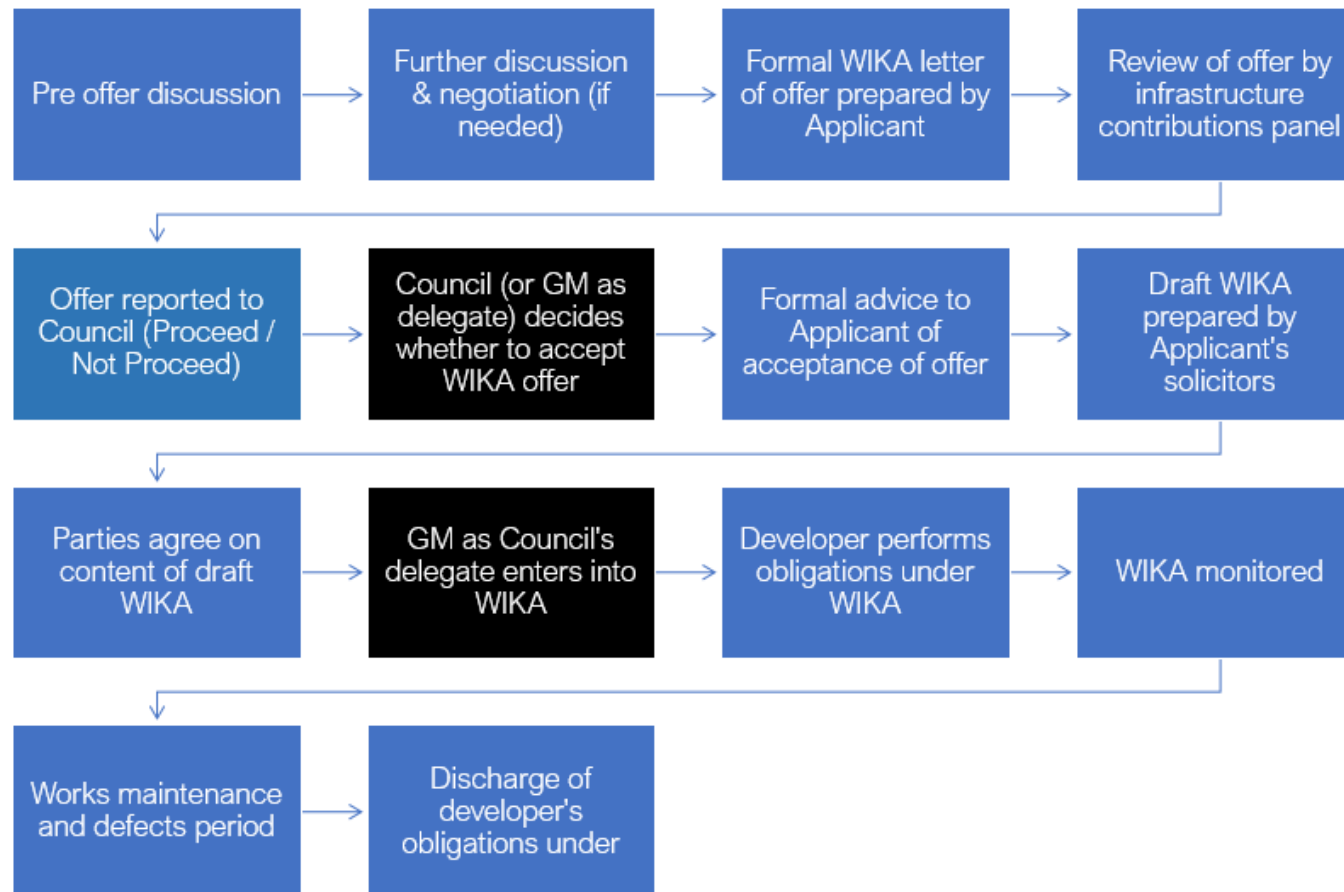 Pre offer discussion
Further discussion
& negotiation (if
needed)
Formal WIKA letter
of offer prepared by
Applicant
Review of offer by
infrastructure
contributions panel
Offer reported to
Council (Proceed /
Not Proceed)
Council (or GM as
delegate) decides
whether to accept
WIKA offer
Formal advice to
Applicant of
acceptance of offer
Draft WIKA
prepared by
Applicant's
solicitors
Parties agree on
content of draft
WIKA
GM as Council's
delegate enters into
WIKA
Developer performs
obligations under
WIKA
WIKA monitored
Works maintenance
and defects period
Discharge of
developer's
obligations under